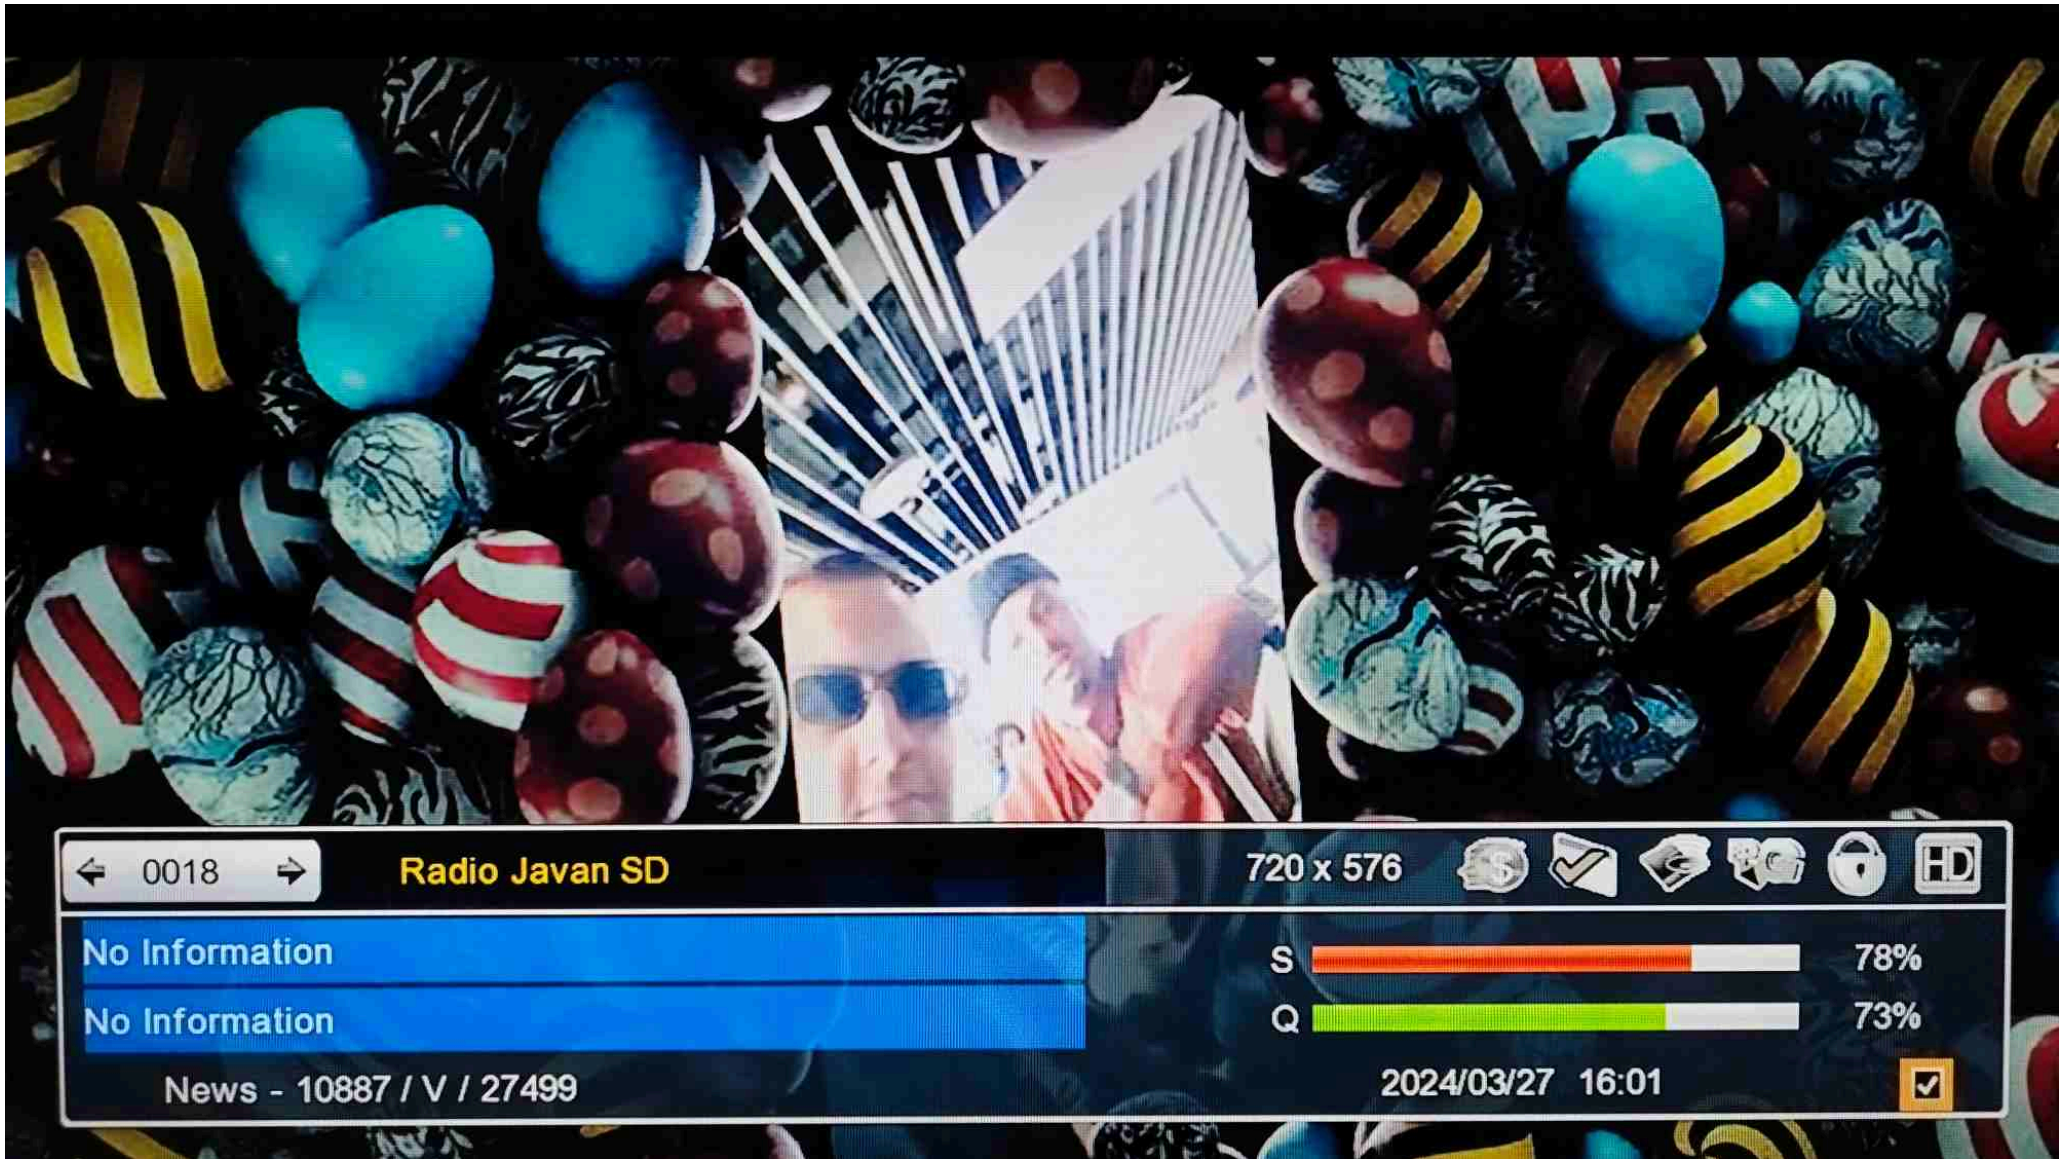 0018
Radio Javan SD
720 x 576
$
HD
No Information
No Information
S 78%
Q 73%
News - 10887 / V / 27499
2024/03/27 16:01